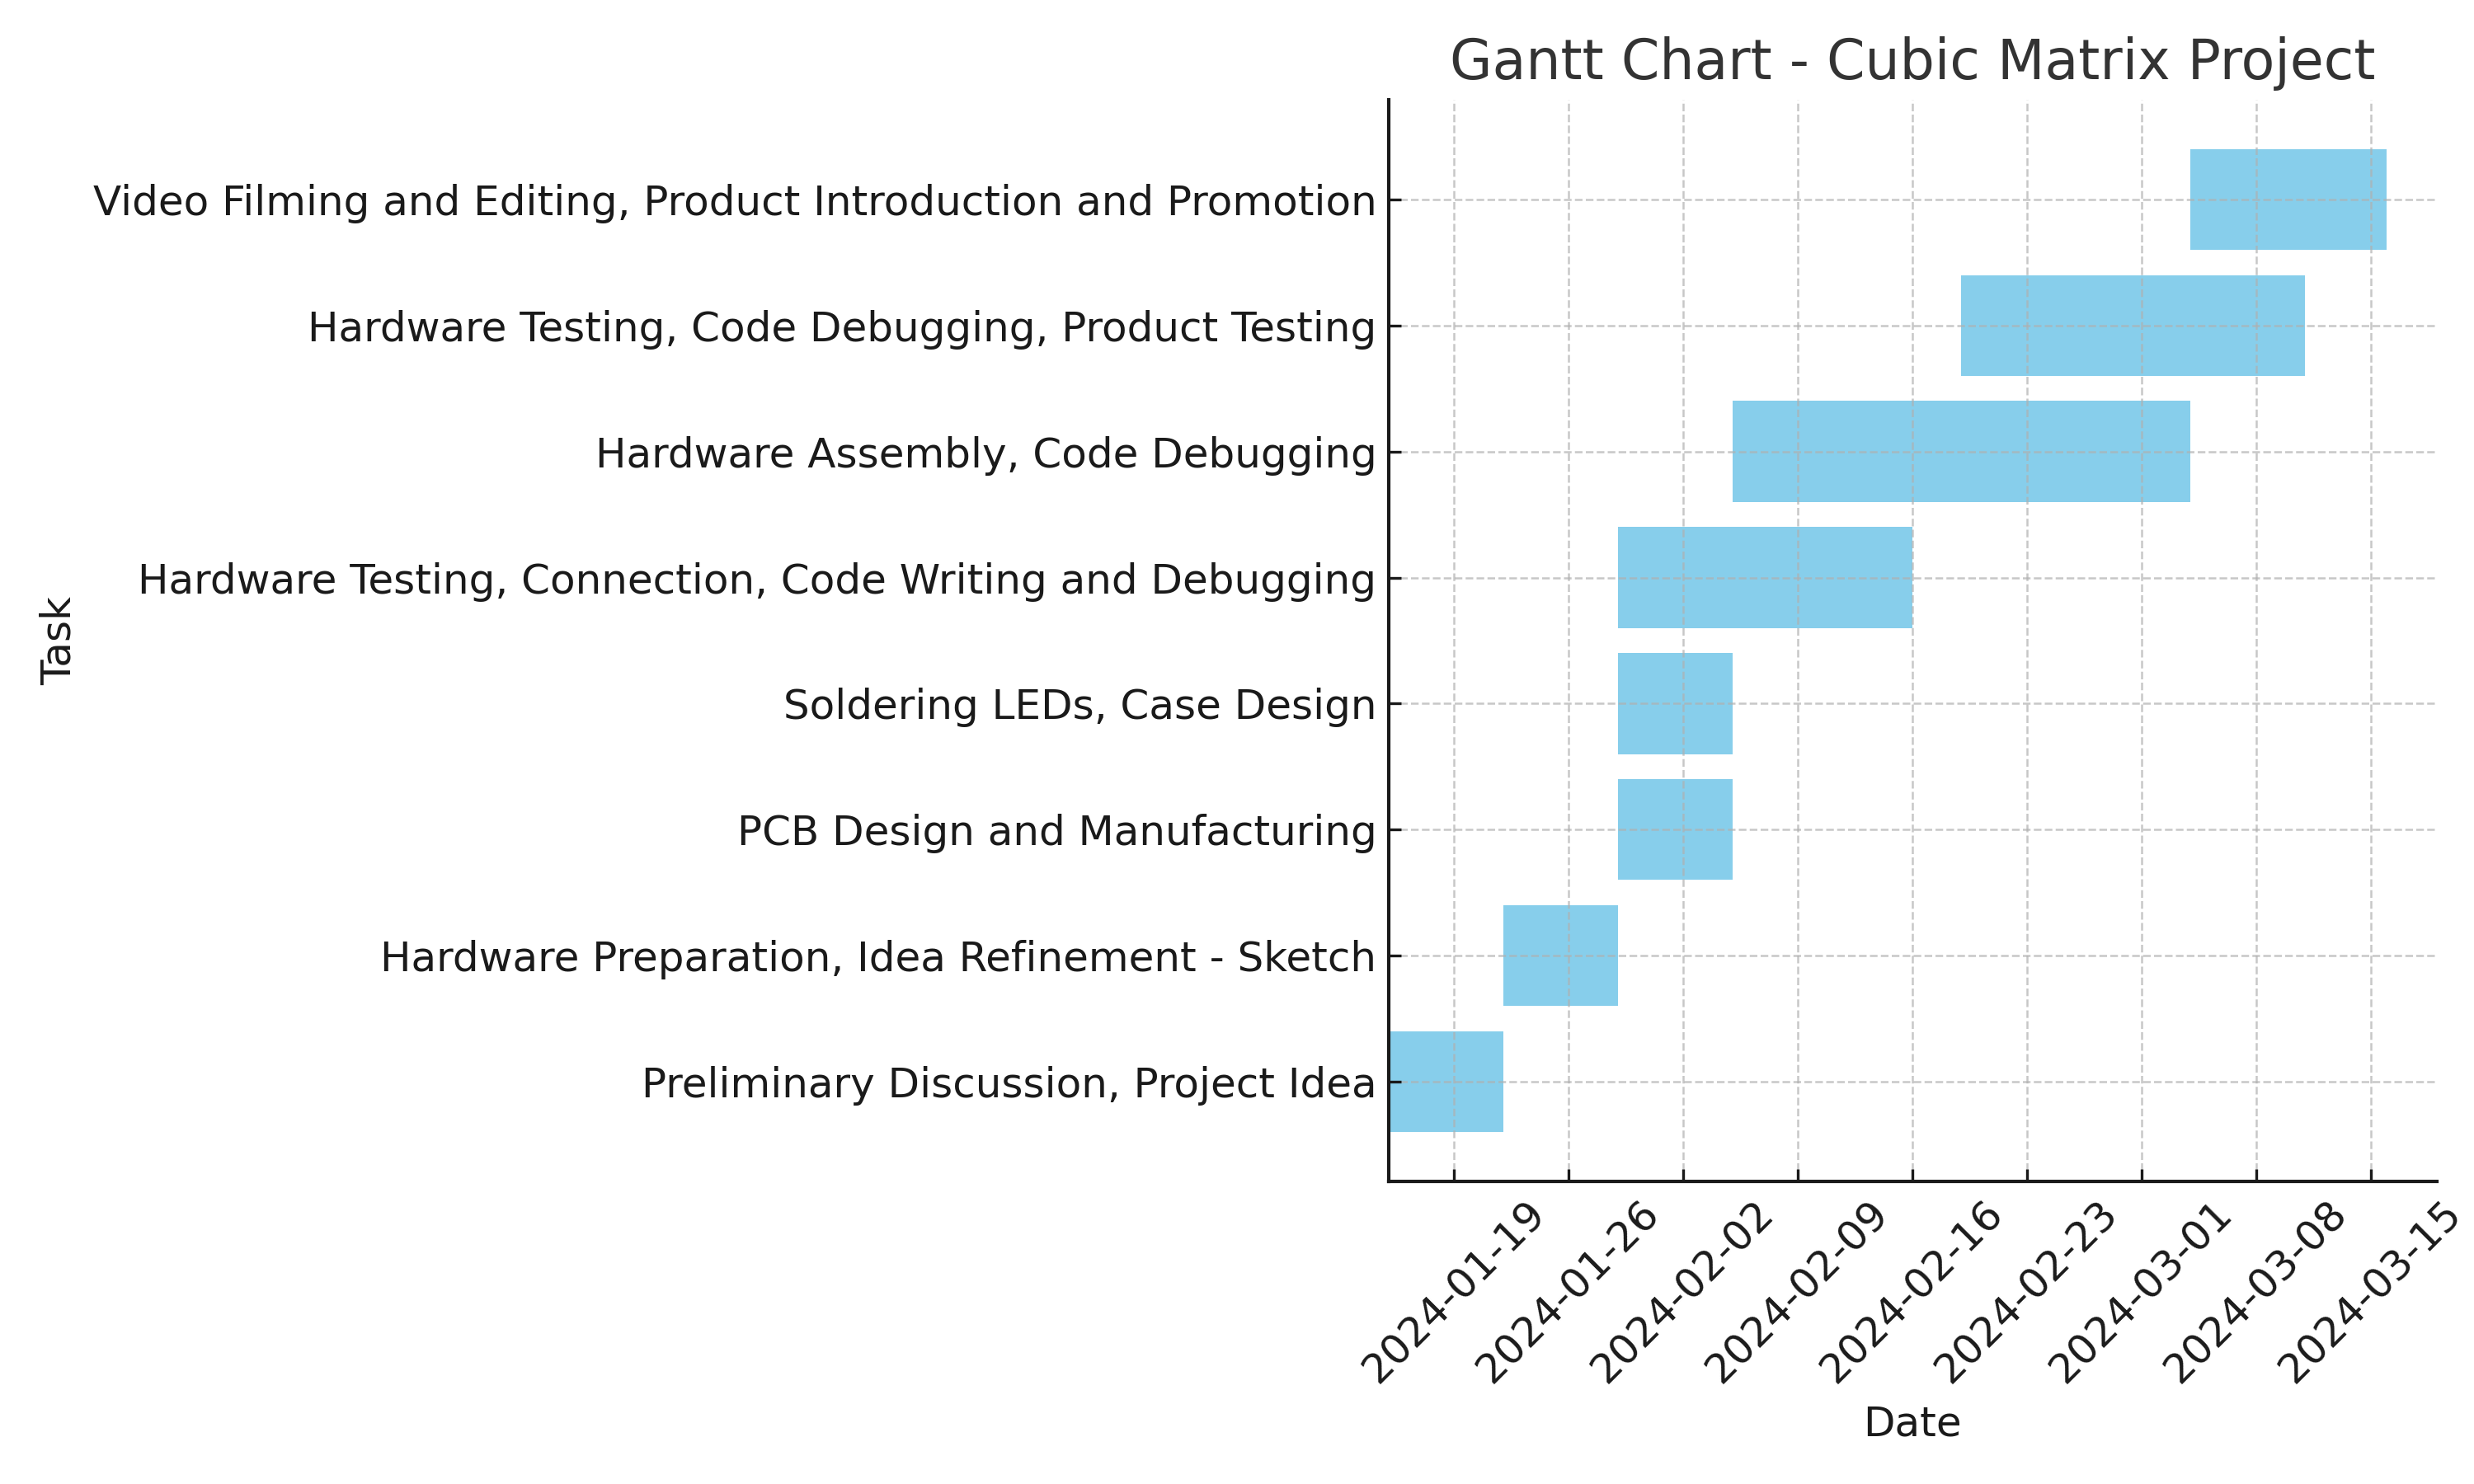 Gantt Chart - Cubic Matrix Project
Task
Video Filming and Editing, Product Introduction and Promotion
Hardware Testing, Code Debugging, Product Testing
Hardware Assembly, Code Debugging
Hardware Testing, Connection, Code Writing and Debugging
Soldering LEDs, Case Design
PCB Design and Manufacturing
Hardware Preparation, Idea Refinement - Sketch
Preliminary Discussion, Project Idea
2024-01-19
2024-01-26
2024-02-02
2024-02-09
2024-02-16
2024-02-23
2024-03-01
2024-03-08
2024-03-15
Date